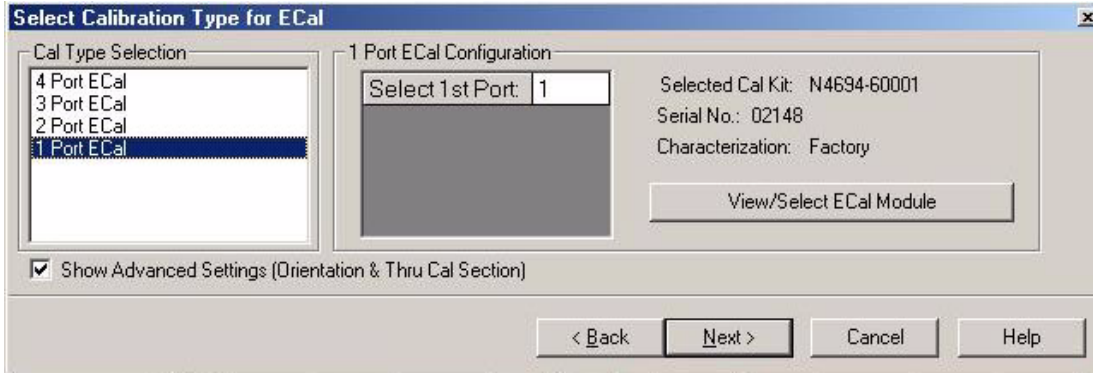 Select Calibration Type for ECal
Cal Type Selection
4 Port ECal
3 Port ECal
2 Port ECal
1 Port ECal
1 Port ECal Configuration
Select 1st Port: 1
Selected Cal Kit: N4694-60001
Serial No.: 02148
Characterization: Factory
View/Select ECal Module
Show Advanced Settings (Orientation & Thru Cal Section)
< Back Next > Cancel Help